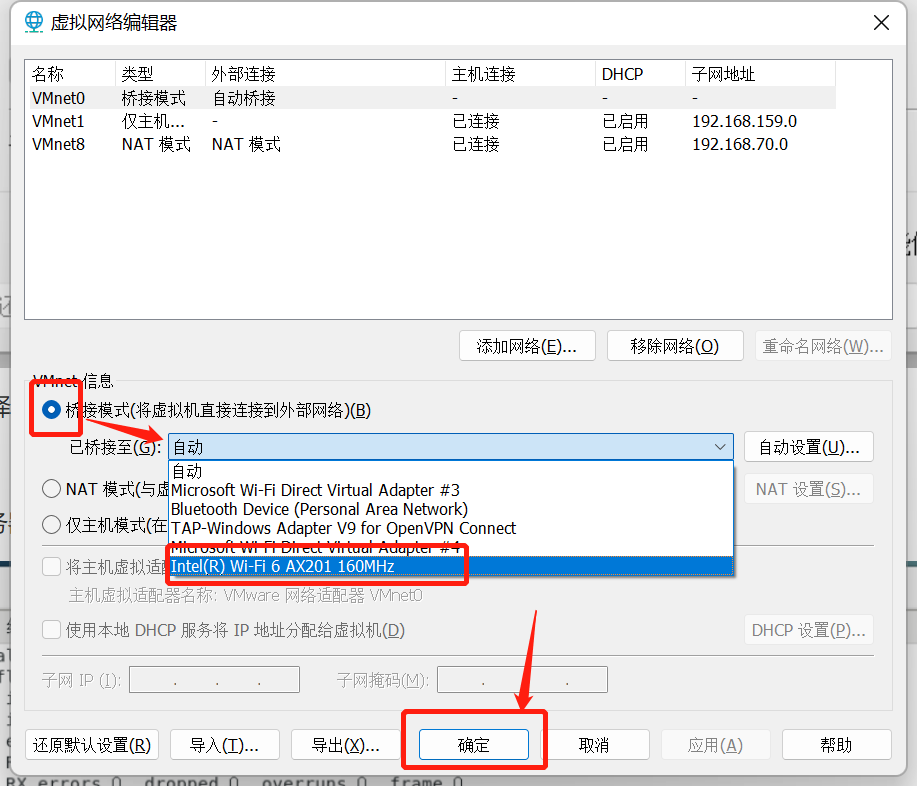 虚拟网络编辑器
名称 类型 外部连接 主机连接 DHCP 子网地址
VMnet0 桥接模式 自动桥接 - - -
VMnet1 仅主机... - 已连接 已启用 192.168.159.0
VMnet8 NAT 模式 NAT 模式 已连接 已启用 192.168.70.0
添加网络(E)... 移除网络(O) 重命名网络(W)...
VMnet 信息
桥接模式(将虚拟机直接连接到外部网络)(B)
已桥接至(G): 自动 自动设置(U)...
自动
Microsoft Wi-Fi Direct Virtual Adapter #3
NAT 模式(与虚 NAT 设置(S)...
Bluetooth Device (Personal Area Network)
TAP-Windows Adapter V9 for OpenVPN Connect
仅主机模式(在
Microsoft Wi-Fi Direct Virtual Adapter #4
Intel(R) Wi-Fi 6 AX201 160MHz
将主机虚拟适配
主机虚拟适配器名称: VMware 网络适配器 VMnet0
使用本地 DHCP 服务将 IP 地址分配给虚拟机(D) DHCP 设置(P)...
子网 IP (I): . . . 子网掩码(M): . . .
还原默认设置(R) 导入(T)... 导出(X)... 确定 取消 应用(A) 帮助
RX errors 0 dropped 0 overruns 0 frame 0